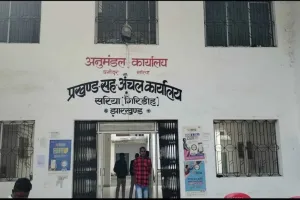 अनुमंडल कार्यालय
प्रखण्ड सह अंचल कार्यालय
सरिया (गिरिडीह)
* झारखण्ड *